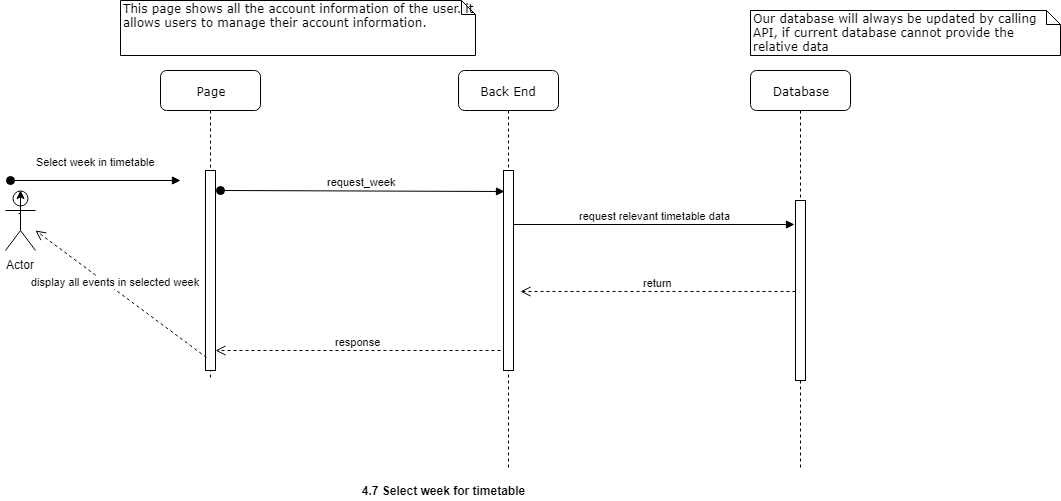 This page shows all the account information of the user. It
allows users to manage their account information.
Our database will always be updated by calling
API, if current database cannot provide the
relative data
Page
Back End
Database
Select week in timetable
request_week
request relevant timetable data
Actor
display all events in selected week
return
response
4.7 Select week for timetable